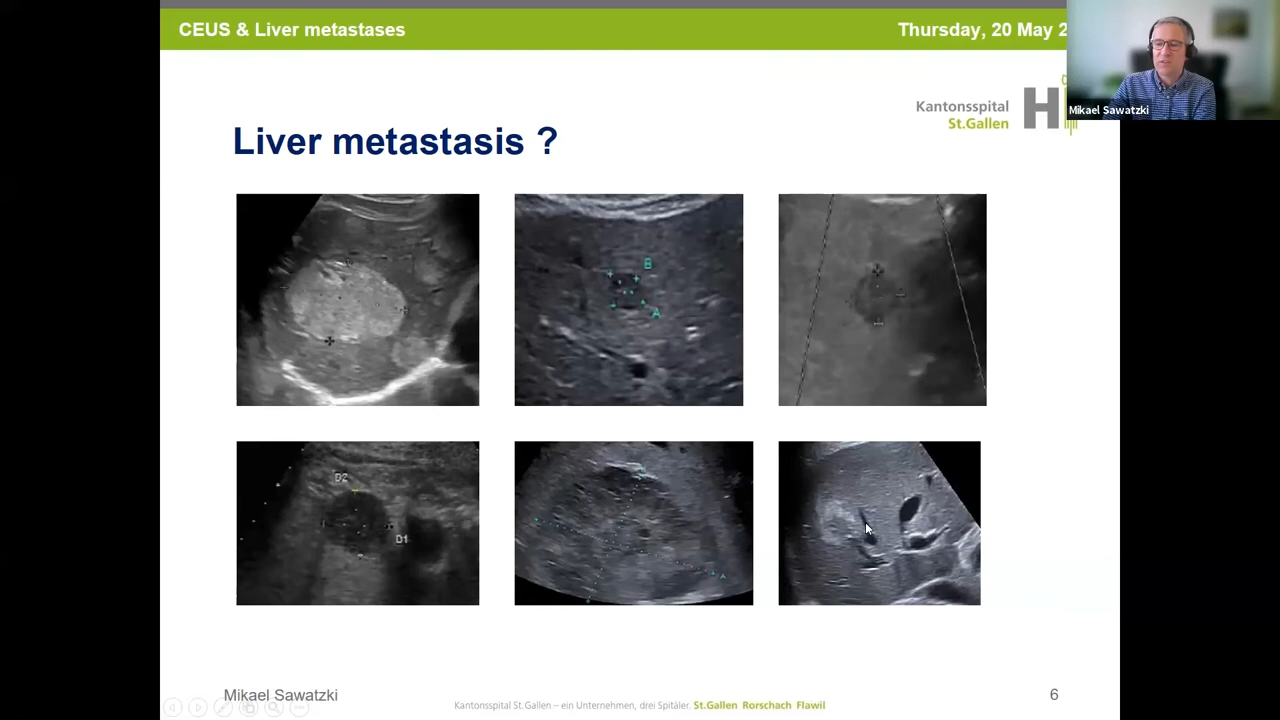 CEUS & Liver metastases
Thursday, 20 May 2
Mikael Sawatzki
Kantonsspital
St.Gallen
H
Liver metastasis ?
B
A
D2
D1
A
Mikael Sawatzki
Kantonsspital St.Gallen – ein Unternehmen, drei Spitäler. St.Gallen Rorschach Flawil
6